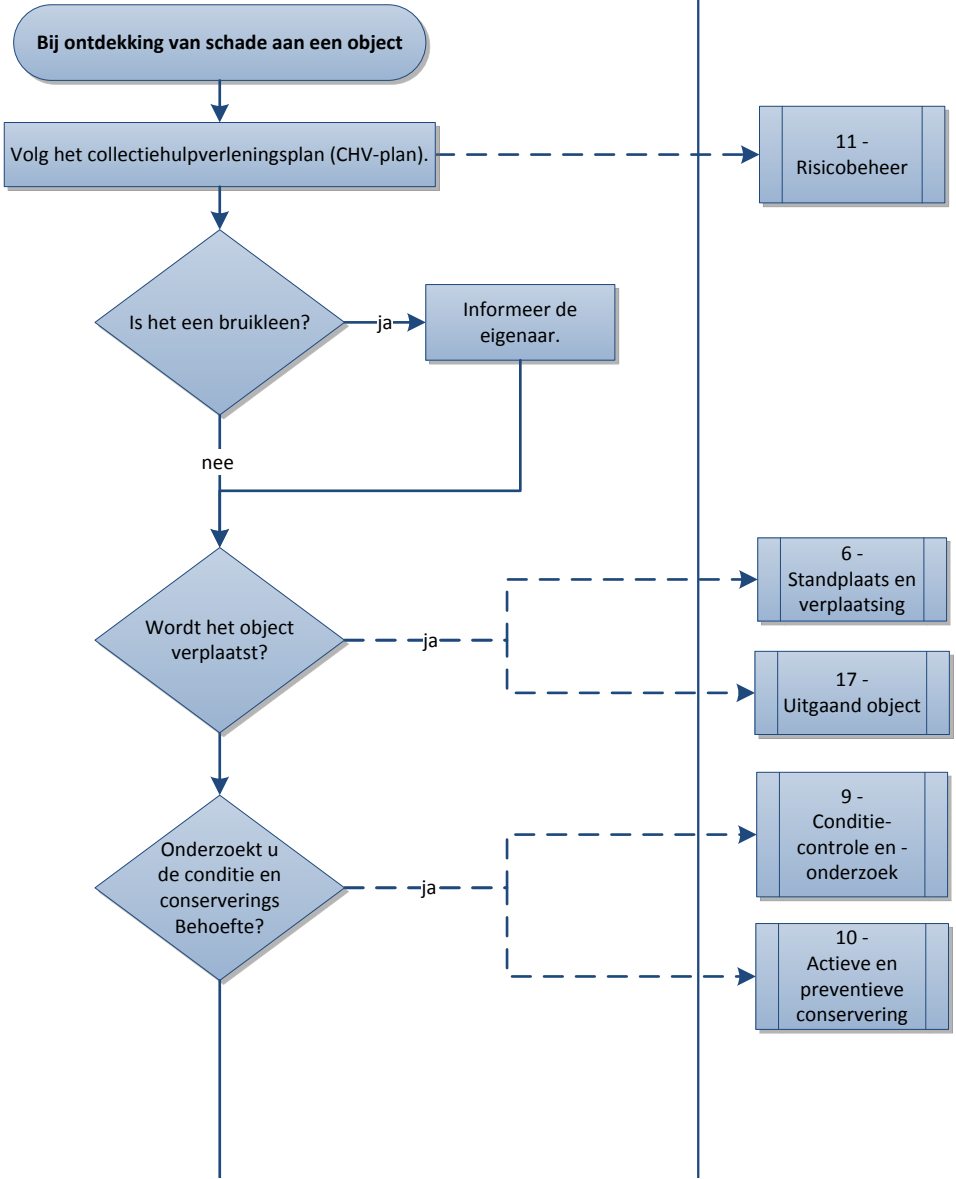 Bij ontdekking van schade aan een object
Volg het collectiehulpverleningsplan (CHV-plan).
11 -
Risicobeheer
Is het een bruikleen?
ja
Informeer de
eigenaar.
nee
Wordt het object
verplaatst?
ja
6 -
Standplaats en
verplaatsing
17 -
Uitgaand object
Onderzoekt u
de conditie en
conserverings
Behoefte?
ja
9 -
Conditie-
controle en -
onderzoek
10 -
Actieve en
preventieve
conservering